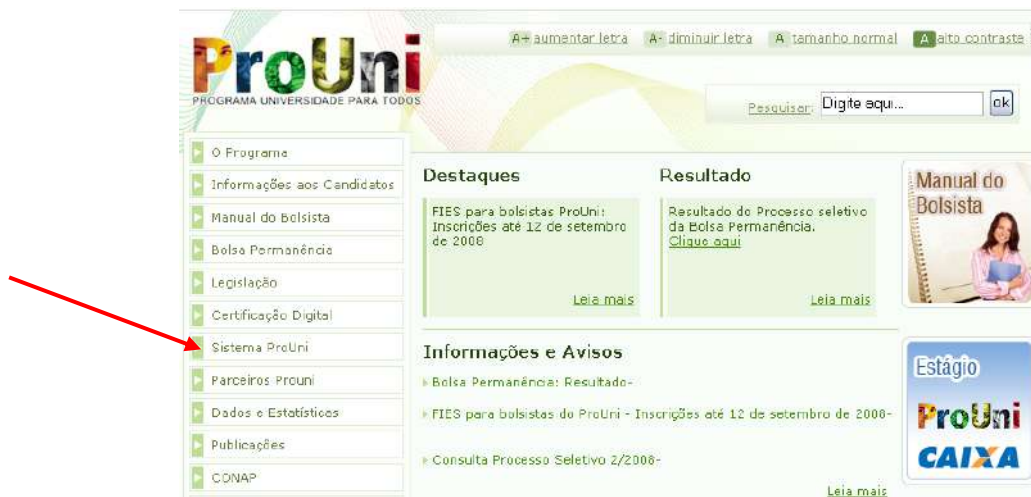 ProUni
PROGRAMA UNIVERSIDADE PARA TODOS
A+ aumentar letra A- diminuir letra A tamanho normal A alto contraste
Pesquisar: Digite aqui... ok
O Programa
Informações aos Candidatos
Manual do Bolsista
Bolsa Permanência
Legislação
Certificação Digital
Sistema ProUni
Parceiros Prouni
Dados e Estatísticas
Publicações
CONAP
Destaques
FIES para bolsistas ProUni:
Inscrições até 12 de setembro
de 2008
Leia mais
Resultado
Resultado do Processo seletivo
da Bolsa Permanência.
Clique aqui
Leia mais
Informações e Avisos
Bolsa Permanência: Resultado-
FIES para bolsistas do ProUni - Inscrições até 12 de setembro de 2008-
Consulta Processo Seletivo 2/2008-
Leia mais
Manual do
Bolsista
Estágio
ProUni
CAIXA